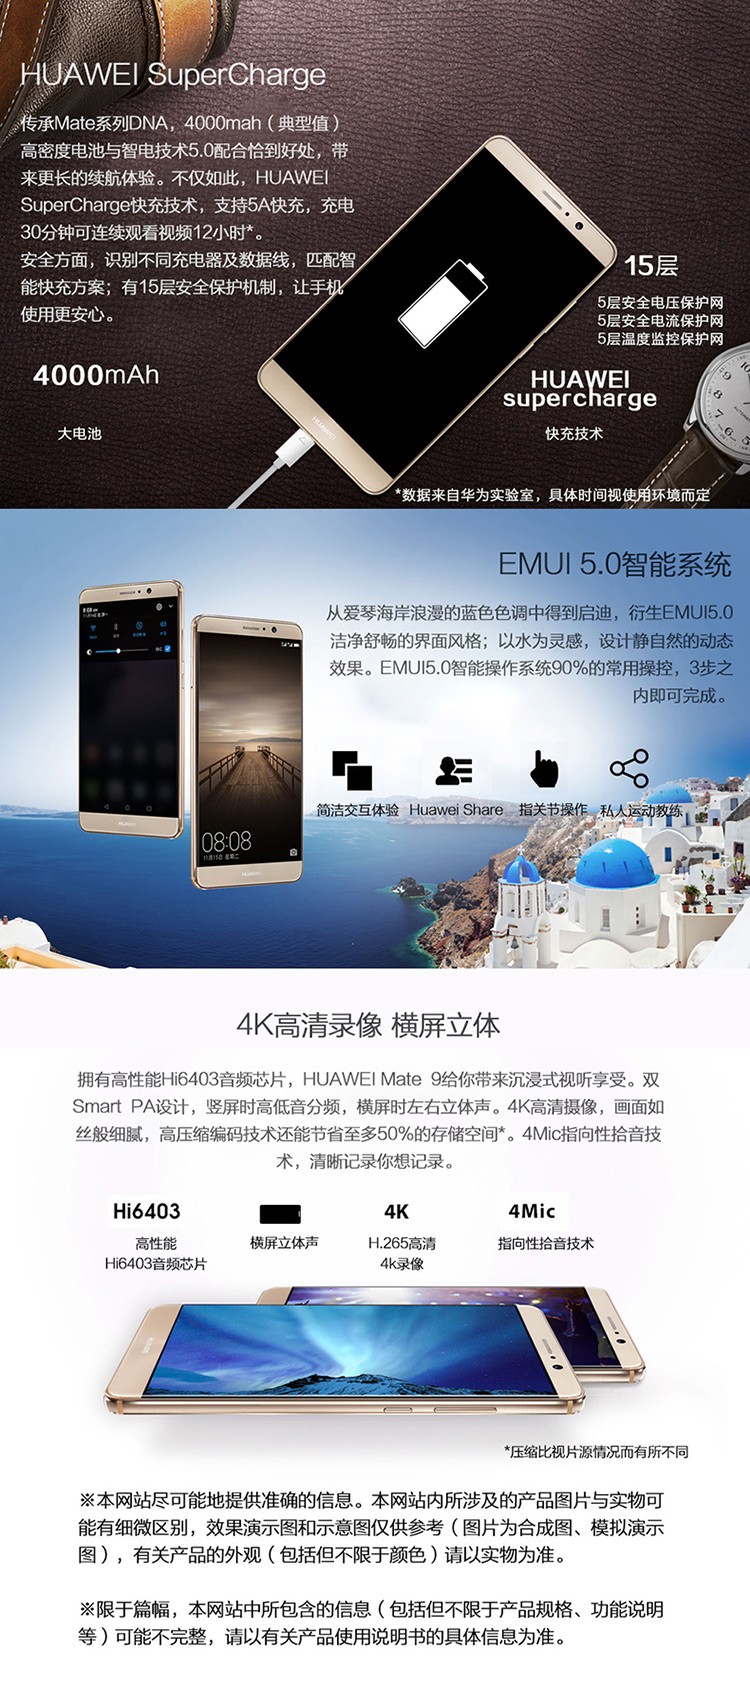 HUAWEI SuperCharge
传承Mate系列DNA，4000mah（典型值）
高密度电池与智电技术5.0配合恰到好处，带
来更长的续航体验。不仅如此，HUAWEI
SuperCharge快充技术，支持5A快充，充电
30分钟可连续观看视频12小时*。
安全方面，识别不同充电器及数据线，匹配智
能快充方案；有15层安全保护机制，让手机
使用更安心。
15层
5层安全电压保护网
5层安全电流保护网
5层温度监控保护网
4000mAh
大电池
HUAWEI
supercharge
快充技术
HUAWEI
*数据来自华为实验室，具体时间视使用环境而定
EMUI 5.0智能系统
从爱琴海岸浪漫的蓝色色调中得到启迪，衍生EMUI5.0
洁净舒畅的界面风格；以水为灵感，设计静自然的动态
效果。EMUI5.0智能操作系统90%的常用操控，3步之
内即可完成。
简洁交互体验 Huawei Share 指关节操作 私人运动教练
8:08
08:08
11月15日 星期二
HUAWEI
HUAWEI
4K高清录像 横屏立体
拥有高性能Hi6403音频芯片，HUAWEI Mate 9给你带来沉浸式视听享受。双
Smart PA设计，竖屏时高低音分频，横屏时左右立体声。4K高清摄像，画面如
丝般细腻，高压缩编码技术还能节省至多50%的存储空间*。4Mic指向性拾音技
术，清晰记录你想记录。
Hi6403 4K 4Mic
高性能 横屏立体声 H.265高清 指向性拾音技术
Hi6403音频芯片 4k录像
HUAWEI
*压缩比视片源情况而有所不同
※本网站尽可能地提供准确的信息。本网站内所涉及的产品图片与实物可
能有细微区别，效果演示图和示意图仅供参考（图片为合成图、模拟演示
图），有关产品的外观（包括但不限于颜色）请以实物为准。
※限于篇幅，本网站中所包含的信息（包括但不限于产品规格、功能说明
等）可能不完整，请以有关产品使用说明书的具体信息为准。